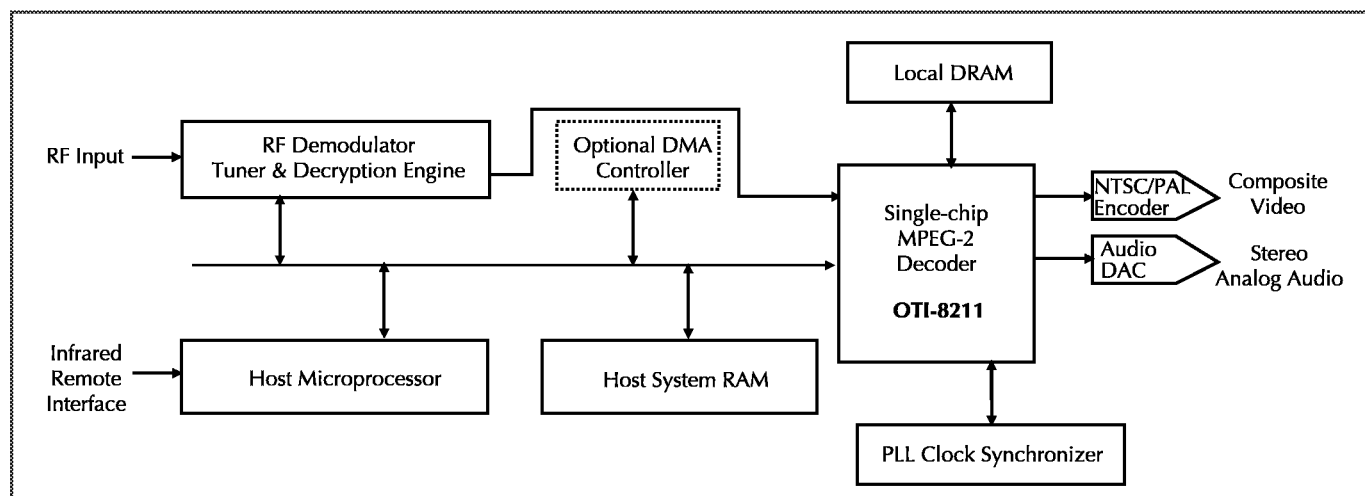 Local DRAM
RF Input
RF Demodulator
Tuner & Decryption Engine
Optional DMA
Controller
Single-chip
MPEG-2
Decoder
OTI-8211
NTSC/PAL
Encoder
Composite
Video
Audio
DAC
Stereo
Analog Audio
Infrared
Remote
Interface
Host Microprocessor
Host System RAM
PLL Clock Synchronizer